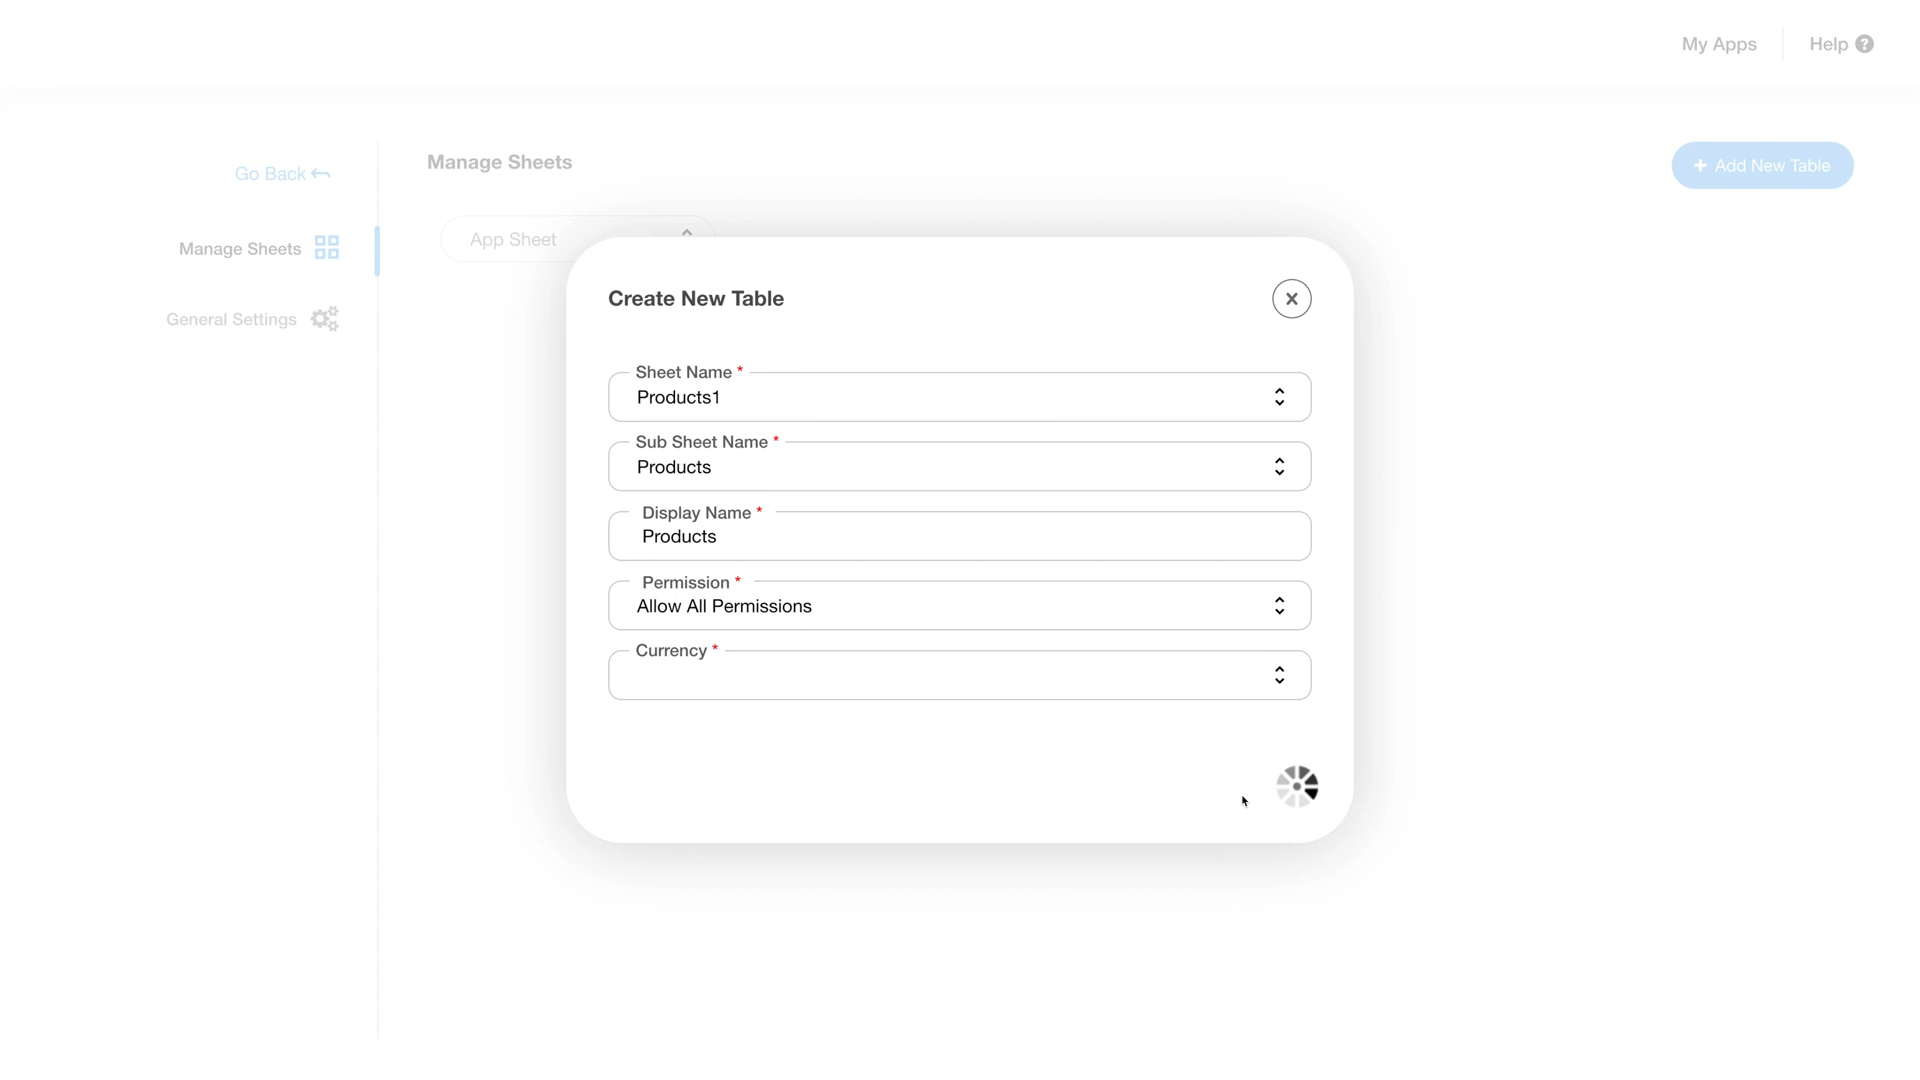 My Apps
Help ?
Go Back
Manage Sheets
+ Add New Table
Manage Sheets
App Sheet
General Settings
Create New Table
Sheet Name *
Products1
Sub Sheet Name *
Products
Display Name *
Products
Permission *
Allow All Permissions
Currency *